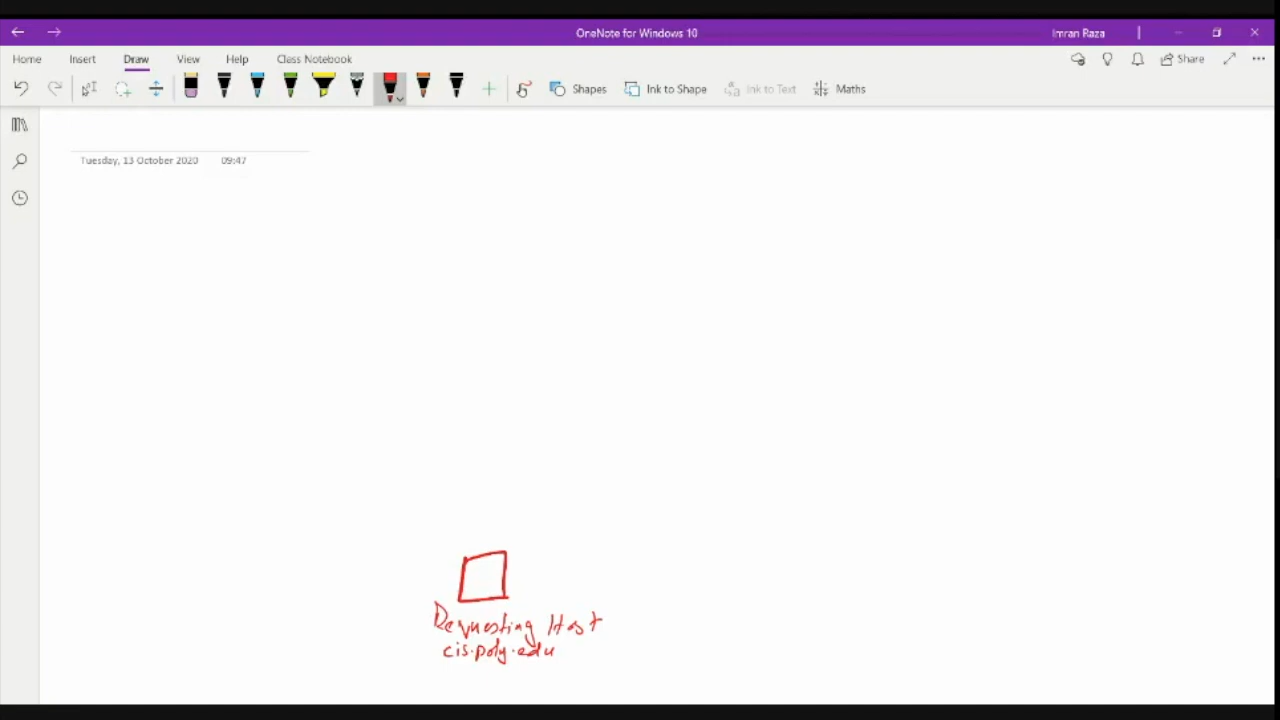 OneNote for Windows 10
Imran Raza
Home Insert Draw View Help Class Notebook
Share
Shapes Ink to Shape Ink to Text Maths
Tuesday, 13 October 2020 09:47
Requesting Host
cis.poly.edu